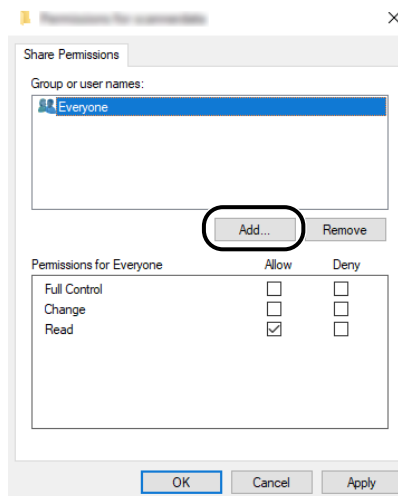 Share Permissions
Group or user names:
Everyone
Add... Remove
Permissions for Everyone Allow Deny
Full Control
Change
Read
OK Cancel Apply